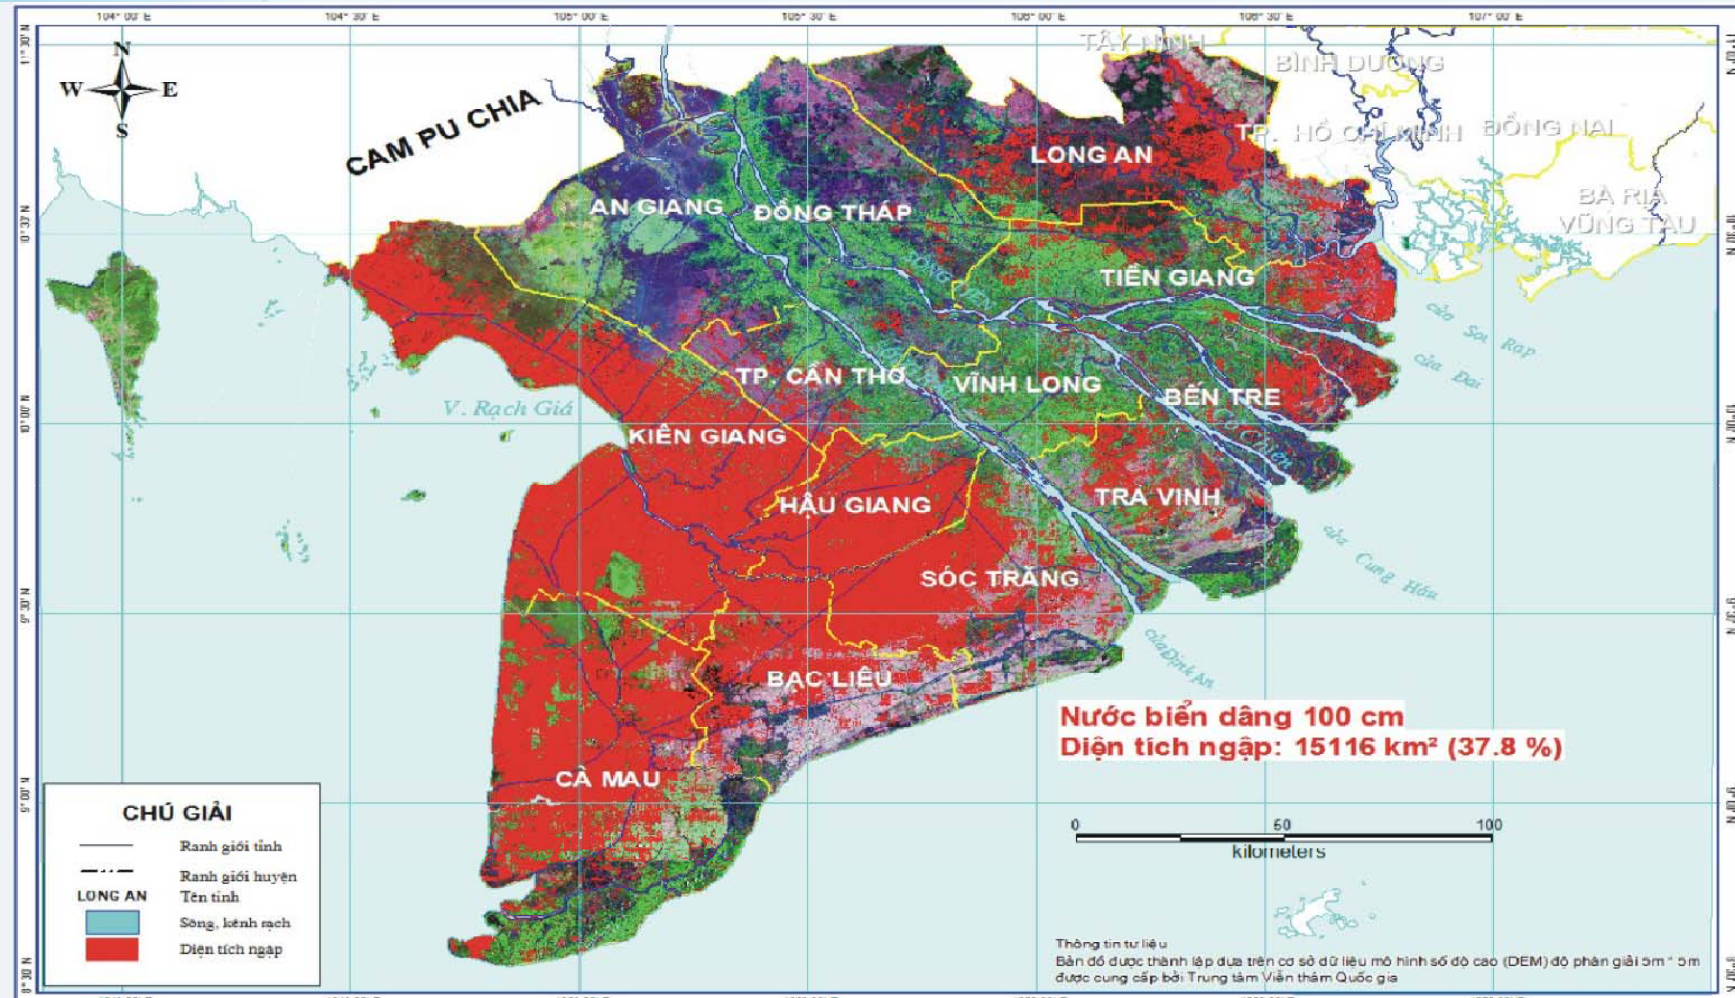 104° 00' E 104° 30' E 105° 00' E 105° 30' E 106° 00' E 106° 30' E 107° 00' E
N
W E
S
CAM PU CHIA
TÂY NINH
BÌNH DƯƠNG
TP. HỒ CHÍ MINH
ĐỒNG NAI
BÀ RỊA
VŨNG TÀU
LONG AN
AN GIANG
ĐỒNG THÁP
TIỀN GIANG
cửa Soi Rạp
cửa Đại
TP. CẦN THƠ
VĨNH LONG
BẾN TRE
V. Rạch Giá
KIÊN GIANG
HẬU GIANG
TRÀ VINH
SÓC TRĂNG
cửa Cung Hầu
cửa Định An
BẠC LIÊU
CÀ MAU
Nước biển dâng 100 cm
Diện tích ngập: 15116 km² (37.8 %)
0 50 100
kilometers
CHÚ GIẢI
Ranh giới tỉnh
Ranh giới huyện
LONG AN Tên tỉnh
Sông, kênh rạch
Diện tích ngập
Thông tin tư liệu
Bản đồ được thành lập dựa trên cơ sở dữ liệu mô hình số độ cao (DEM) độ phân giải 5m * 5m
được cung cấp bởi Trung tâm Viễn thám Quốc gia